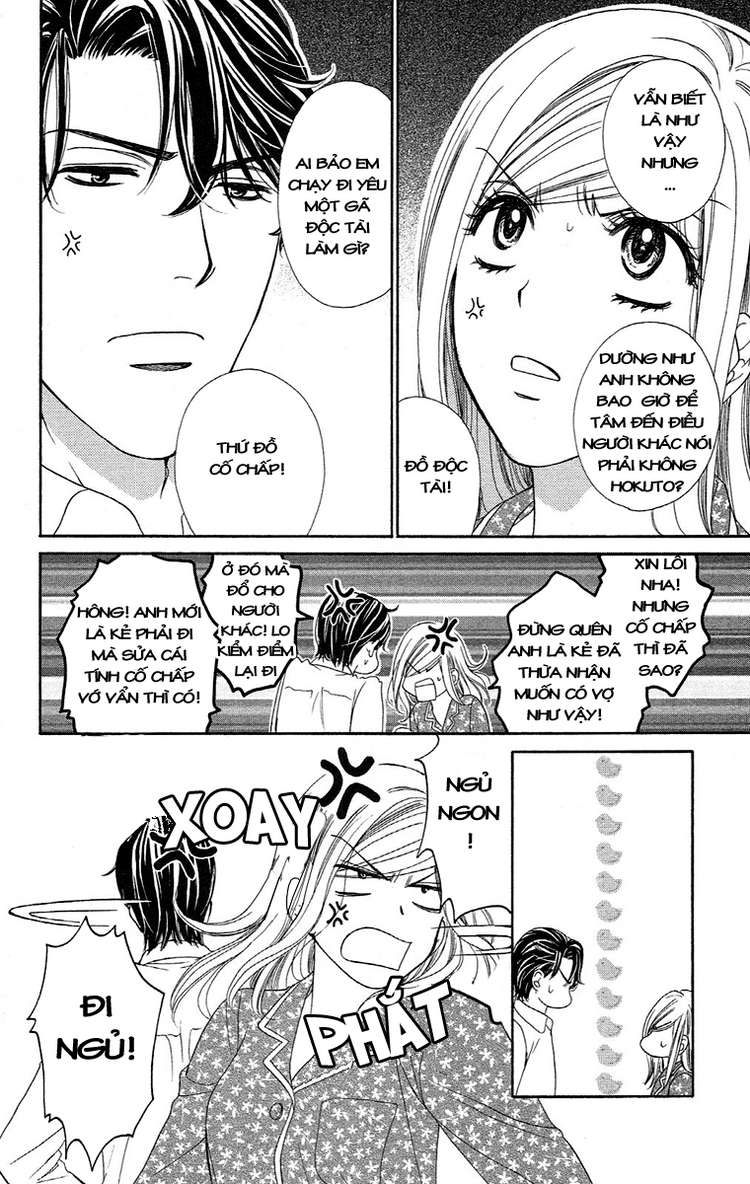 VẪN BIẾT
LÀ NHƯ
VẬY
NHƯNG
...
DƯỜNG NHƯ
ANH KHÔNG
BAO GIỜ ĐỂ
TÂM ĐẾN ĐIỀU
NGƯỜI KHÁC NÓI
PHẢI KHÔNG
HOKUTO?
ĐỒ ĐỘC
TÀI!
AI BẢO EM
CHẠY ĐI YÊU
MỘT GÃ
ĐỘC TÀI
LÀM GÌ?
THỨ ĐỒ
CỐ CHẤP!
XIN LÔI
NHA!
NHƯNG
CỐ CHẤP
THÌ ĐÃ
SAO?
ĐỪNG QUÊN
ANH LÀ KẺ ĐÃ
THỪA NHẬN
MUỐN CÓ VỢ
NHƯ VẬY!
Ở ĐÓ MÀ
ĐỔ CHO
NGƯỜI
KHÁC! LO
KIỂM ĐIỂM
LẠI ĐI
HÔNG! ANH MỚI
LÀ KẺ PHẢI ĐI
MÀ SỬA CÁI
TÍNH CỐ CHẤP
VỚ VẨN THÌ CÓ!
NGỦ
NGON
!
XOAY
PHÁT
ĐI
NGỦ!